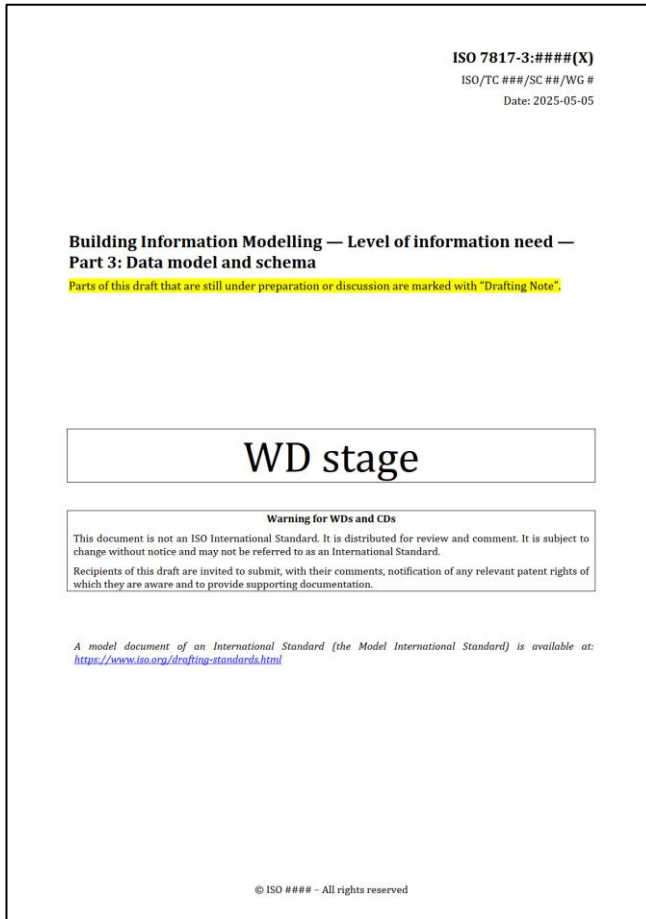 ISO 7817-3:####(X)
ISO/TC ###/SC ##/WG #
Date: 2025-05-05
Building Information Modelling — Level of information need —
Part 3: Data model and schema
Parts of this draft that are still under preparation or discussion are marked with “Drafting Note”.
WD stage
Warning for WDs and CDs
This document is not an ISO International Standard. It is distributed for review and comment. It is subject to
change without notice and may not be referred to as an International Standard.
Recipients of this draft are invited to submit, with their comments, notification of any relevant patent rights of
which they are aware and to provide supporting documentation.
A model document of an International Standard (the Model International Standard) is available at:
https://www.iso.org/drafting-standards.html
© ISO #### – All rights reserved